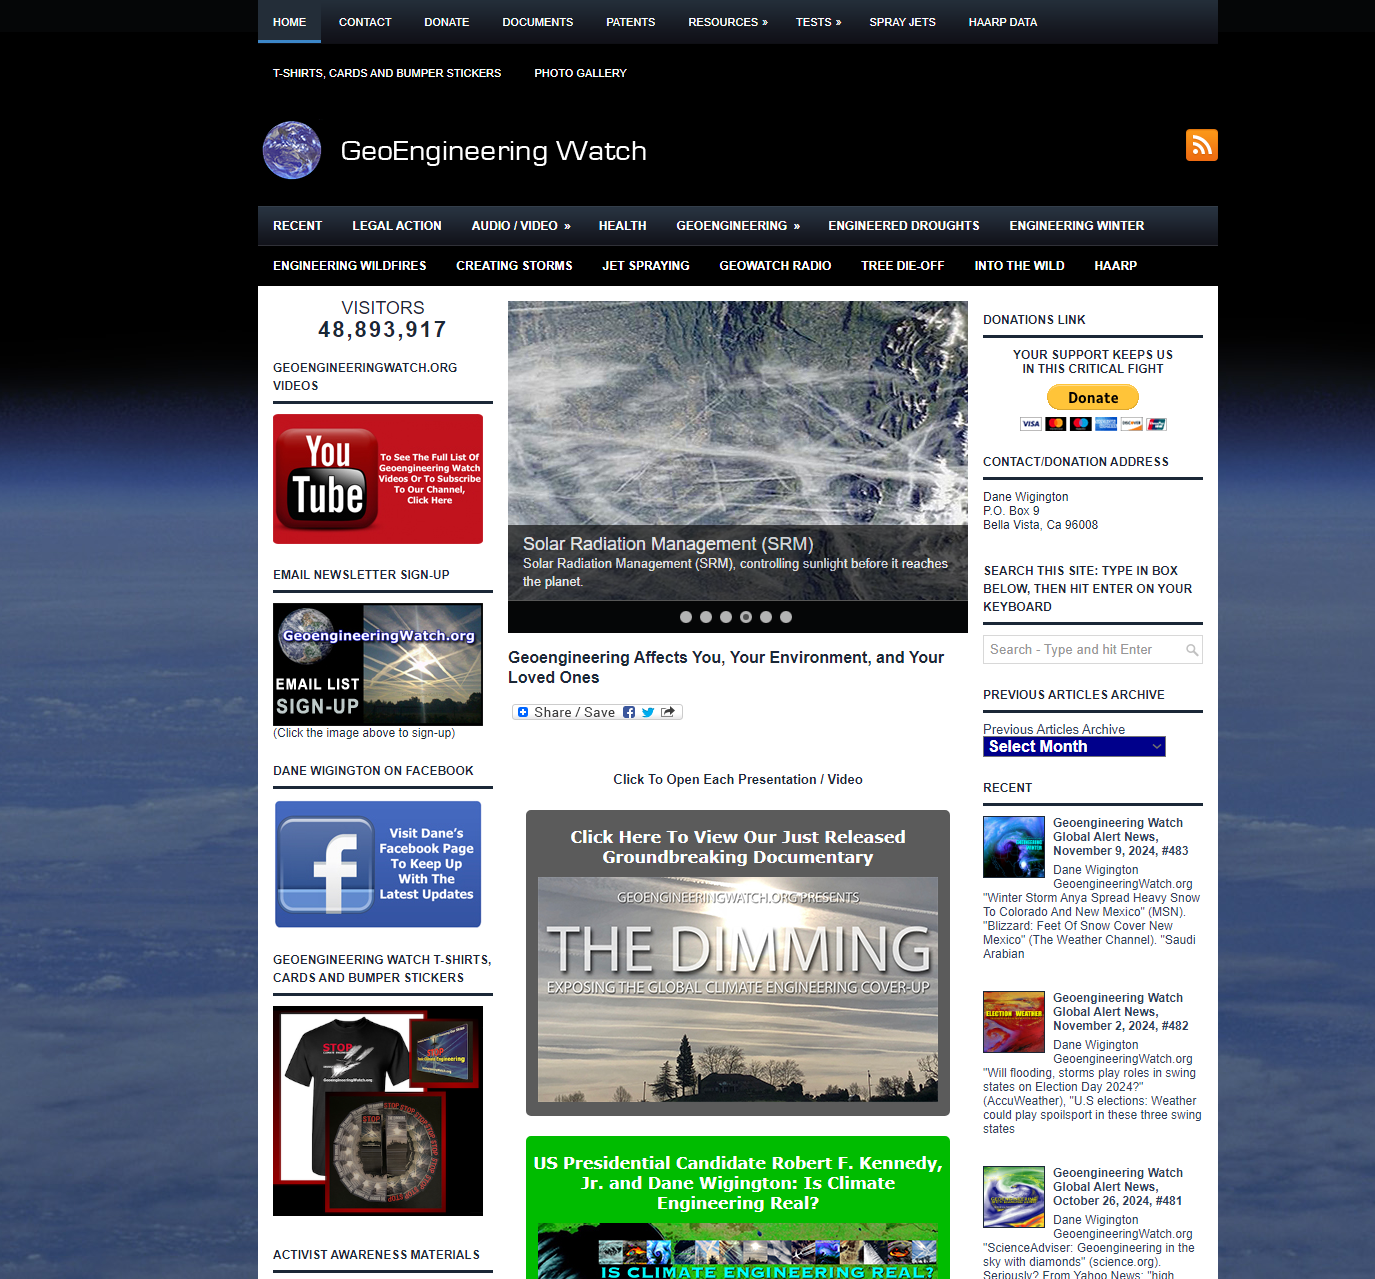 HOME CONTACT DONATE DOCUMENTS PATENTS RESOURCES » TESTS » SPRAY JETS HAARP DATA
T-SHIRTS, CARDS AND BUMPER STICKERS PHOTO GALLERY
GeoEngineering Watch
RECENT LEGAL ACTION AUDIO / VIDEO » HEALTH GEOENGINEERING » ENGINEERED DROUGHTS ENGINEERING WINTER
ENGINEERING WILDFIRES CREATING STORMS JET SPRAYING GEOWATCH RADIO TREE DIE-OFF INTO THE WILD HAARP
VISITORS
48,893,917
GEOENGINEERINGWATCH.ORG
VIDEOS
You
Tube
To See The Full List Of
Geoengineering Watch
Videos Or To Subscribe
To Our Channel,
Click Here
EMAIL NEWSLETTER SIGN-UP
GeoengineeringWatch.org
EMAIL LIST
SIGN-UP
(Click the image above to sign-up)
DANE WIGINGTON ON FACEBOOK
f
Visit Dane's
Facebook Page
To Keep Up
With The
Latest Updates
GEOENGINEERING WATCH T-SHIRTS,
CARDS AND BUMPER STICKERS
STOP
GeoengineeringWatch.org
STOP
ACTIVIST AWARENESS MATERIALS
Solar Radiation Management (SRM)
Solar Radiation Management (SRM), controlling sunlight before it reaches
the planet.
Geoengineering Affects You, Your Environment, and Your
Loved Ones
Share / Save
Click To Open Each Presentation / Video
Click Here To View Our Just Released
Groundbreaking Documentary
GEOENGINEERINGWATCH.ORG PRESENTS
THE DIMMING
EXPOSING THE GLOBAL CLIMATE ENGINEERING COVER-UP
US Presidential Candidate Robert F. Kennedy,
Jr. and Dane Wigington: Is Climate
Engineering Real?
IS CLIMATE ENGINEERING REAL?
DONATIONS LINK
YOUR SUPPORT KEEPS US
IN THIS CRITICAL FIGHT
Donate
VISA
CONTACT/DONATION ADDRESS
Dane Wigington
P.O. Box 9
Bella Vista, Ca 96008
SEARCH THIS SITE: TYPE IN BOX
BELOW, THEN HIT ENTER ON YOUR
KEYBOARD
Search - Type and hit Enter
PREVIOUS ARTICLES ARCHIVE
Previous Articles Archive
Select Month
RECENT
Geoengineering Watch
Global Alert News,
November 9, 2024, #483
Dane Wigington
GeoengineeringWatch.org
"Winter Storm Anya Spread Heavy Snow
To Colorado And New Mexico" (MSN).
"Blizzard: Feet Of Snow Cover New
Mexico" (The Weather Channel). "Saudi
Arabian
ELECTION WEATHER
Geoengineering Watch
Global Alert News,
November 2, 2024, #482
Dane Wigington
GeoengineeringWatch.org
"Will flooding, storms play roles in swing
states on Election Day 2024?"
(AccuWeather), "U.S elections: Weather
could play spoilsport in these three swing
states
Geoengineering Watch
Global Alert News,
October 26, 2024, #481
Dane Wigington
GeoengineeringWatch.org
"ScienceAdviser: Geoengineering in the
sky with diamonds" (science.org).
Seriously? From Yahoo News: "high